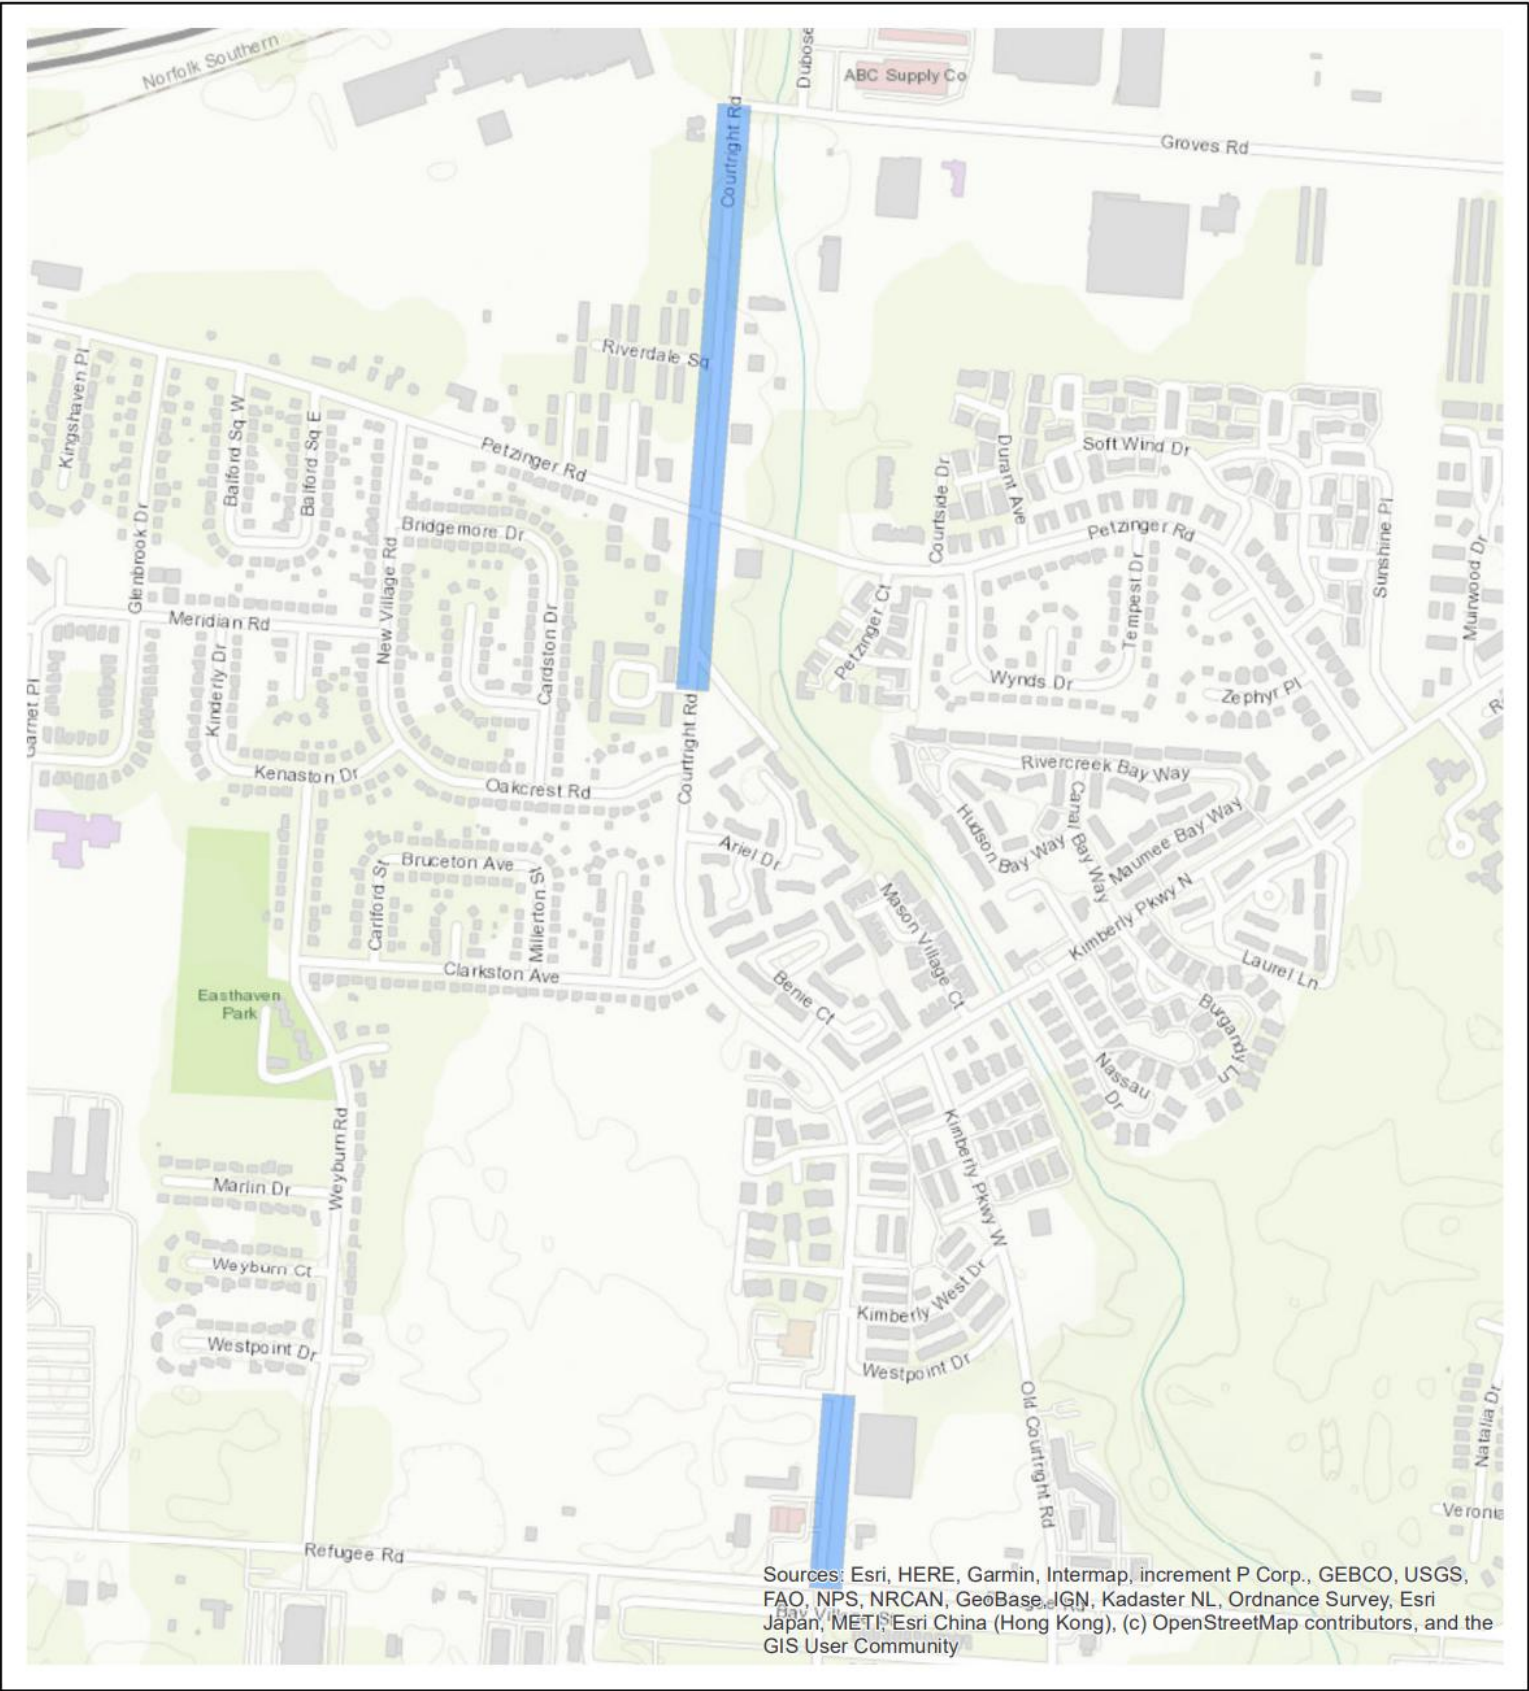 Norfolk Southern
Dubose
ABC Supply Co
Courtright Rd
Groves Rd
Riverdale Sq
Kingshaven Pl
Balford Sq W
Balford Sq E
Petzinger Rd
Soft Wind Dr
Durant Ave
Courtside Dr
Petzinger Rd
Glenbrook Dr
Bridgemore Dr
New Village Rd
Sunshine Pl
Muirwood Dr
Tempest Dr
Petzinger Ct
Meridian Rd
Cardston Dr
Kinderly Dr
Wynds Dr
Zephyr Pl
Garnet Pl
Courtright Rd
Kenaston Dr
Oakcrest Rd
Rivercreek Bay Way
Canal Bay Way
Hudson Bay Way
Maumee Bay Way
Ariel Dr
Bruceton Ave
Carlford St
Millerton St
Mason Village Ct
Kimberly Pkwy N
Clarkston Ave
Laurel Ln
Benie Ct
Easthaven
Park
Burgandy Ln
Nassau
Dr
Weyburn Rd
Kimberly Pkwy W
Marlin Dr
Weyburn Ct
Kimberly West Dr
Westpoint Dr
Westpoint Dr
Old Courtright Rd
Natalia Dr
Refugee Rd
Sources: Esri, HERE, Garmin, Intermap, increment P Corp., GEBCO, USGS,
FAO, NPS, NRCAN, GeoBase, IGN, Kadaster NL, Ordnance Survey, Esri
Japan, METI, Esri China (Hong Kong), (c) OpenStreetMap contributors, and the
GIS User Community